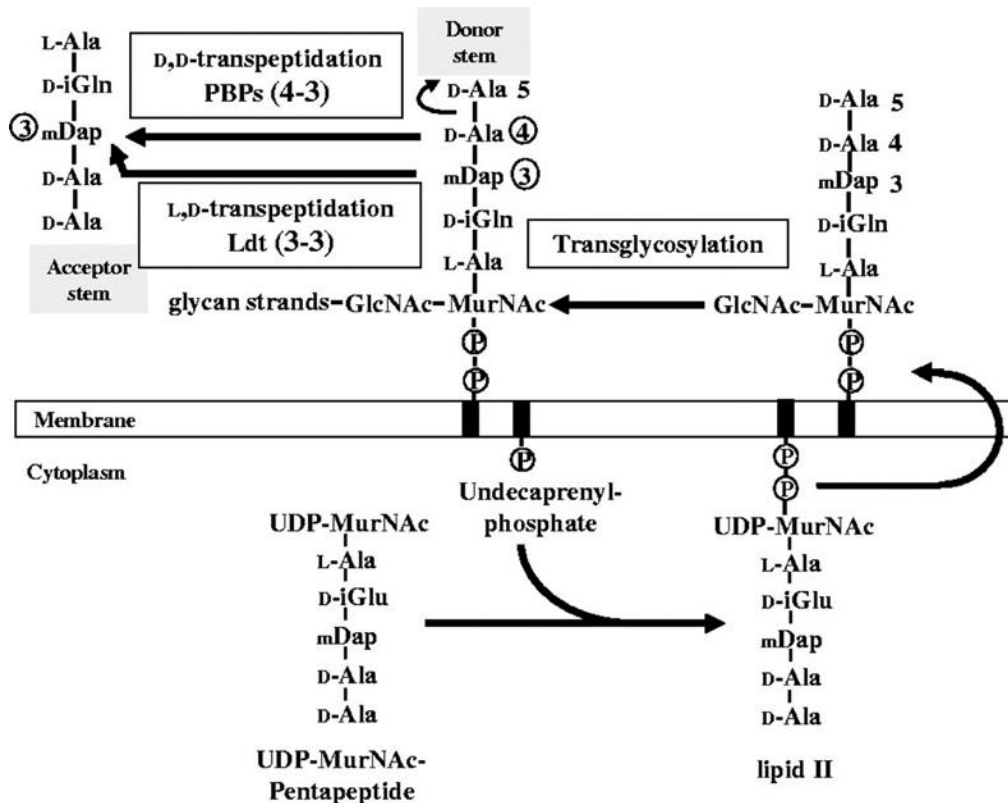 L-Ala
D-iGln
③ mDap
D-Ala
D-Ala
Acceptor
stem
D,D-transpeptidation
PBPs (4-3)
L,D-transpeptidation
Ldt (3-3)
Donor
stem
D-Ala 5
D-Ala ④
mDap ③
D-iGln
L-Ala
glycan strands-GlcNAc-MurNAc
P
P
Transglycosylation
D-Ala 5
D-Ala 4
mDap 3
D-iGln
L-Ala
GlcNAc-MurNAc
P
P
Membrane
Cytoplasm
P
Undecaprenyl-
phosphate
UDP-MurNAc
L-Ala
D-iGlu
mDap
D-Ala
D-Ala
UDP-MurNAc-
Pentapeptide
P
P
UDP-MurNAc
L-Ala
D-iGlu
mDap
D-Ala
D-Ala
lipid II